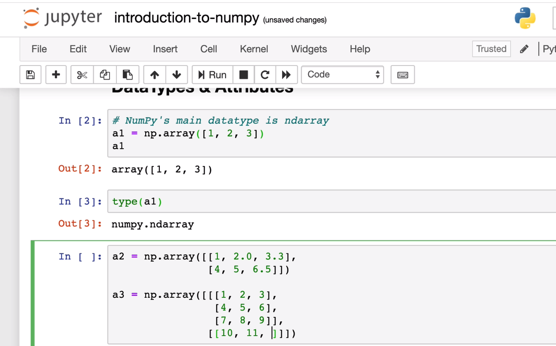 jupyter introduction-to-numpy (unsaved changes)
File Edit View Insert Cell Kernel Widgets Help Trusted
Run Code
DataTypes & Attributes
In [2]: # NumPy's main datatype is ndarray
a1 = np.array([1, 2, 3])
a1
Out[2]: array([1, 2, 3])
In [3]: type(a1)
Out[3]: numpy.ndarray
In [ ]: a2 = np.array([[1, 2.0, 3.3],
[4, 5, 6.5]])
a3 = np.array([[[1, 2, 3],
[4, 5, 6],
[7, 8, 9]],
[[10, 11, ]]])